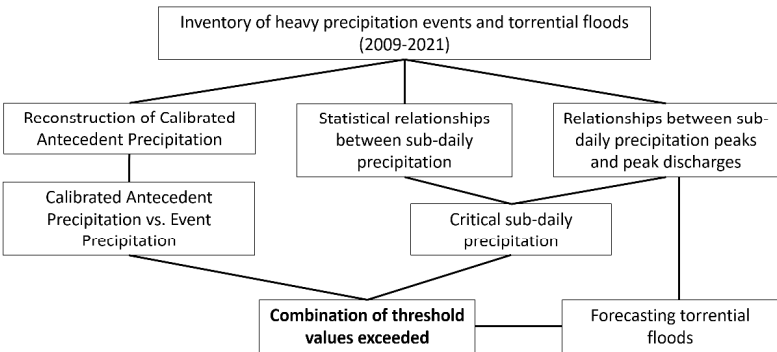 Inventory of heavy precipitation events and torrential floods
(2009-2021)
Reconstruction of Calibrated
Antecedent Precipitation
Statistical relationships
between sub-daily
precipitation
Relationships between sub-
daily precipitation peaks
and peak discharges
Calibrated Antecedent
Precipitation vs. Event
Precipitation
Critical sub-daily
precipitation
Combination of threshold
values exceeded
Forecasting torrential
floods